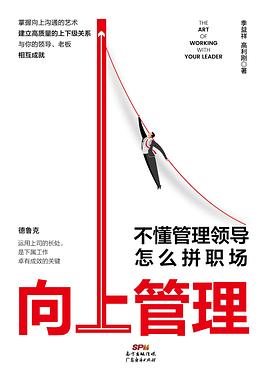 掌握向上沟通的艺术
建立高质量的上下级关系
与你的领导、老板
相互成就
THE
ART
OF
WORKING
WITH
YOUR LEADER
季益祥 高利刚 著
德鲁克
运用上司的长处,
是下属工作
卓有成效的关键
不懂管理领导
怎么拼职场
向上管理